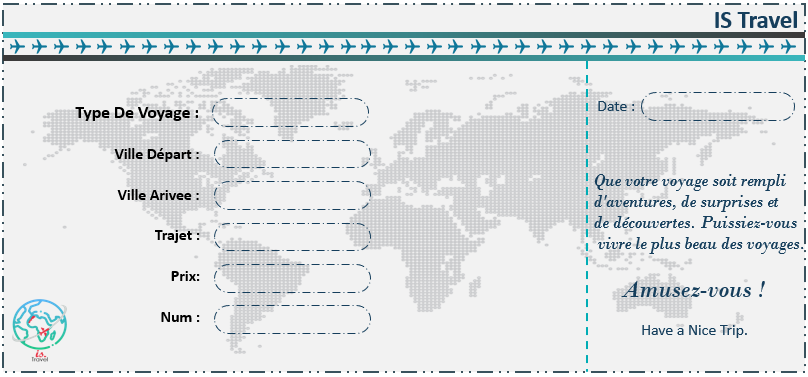 IS Travel
Type De Voyage :
Ville Départ :
Ville Arivee :
Trajet :
Prix:
Num :
is.
Travel
Date :
Que votre voyage soit rempli
d'aventures, de surprises et
de découvertes. Puissiez-vous
vivre le plus beau des voyages.
Amusez-vous !
Have a Nice Trip.